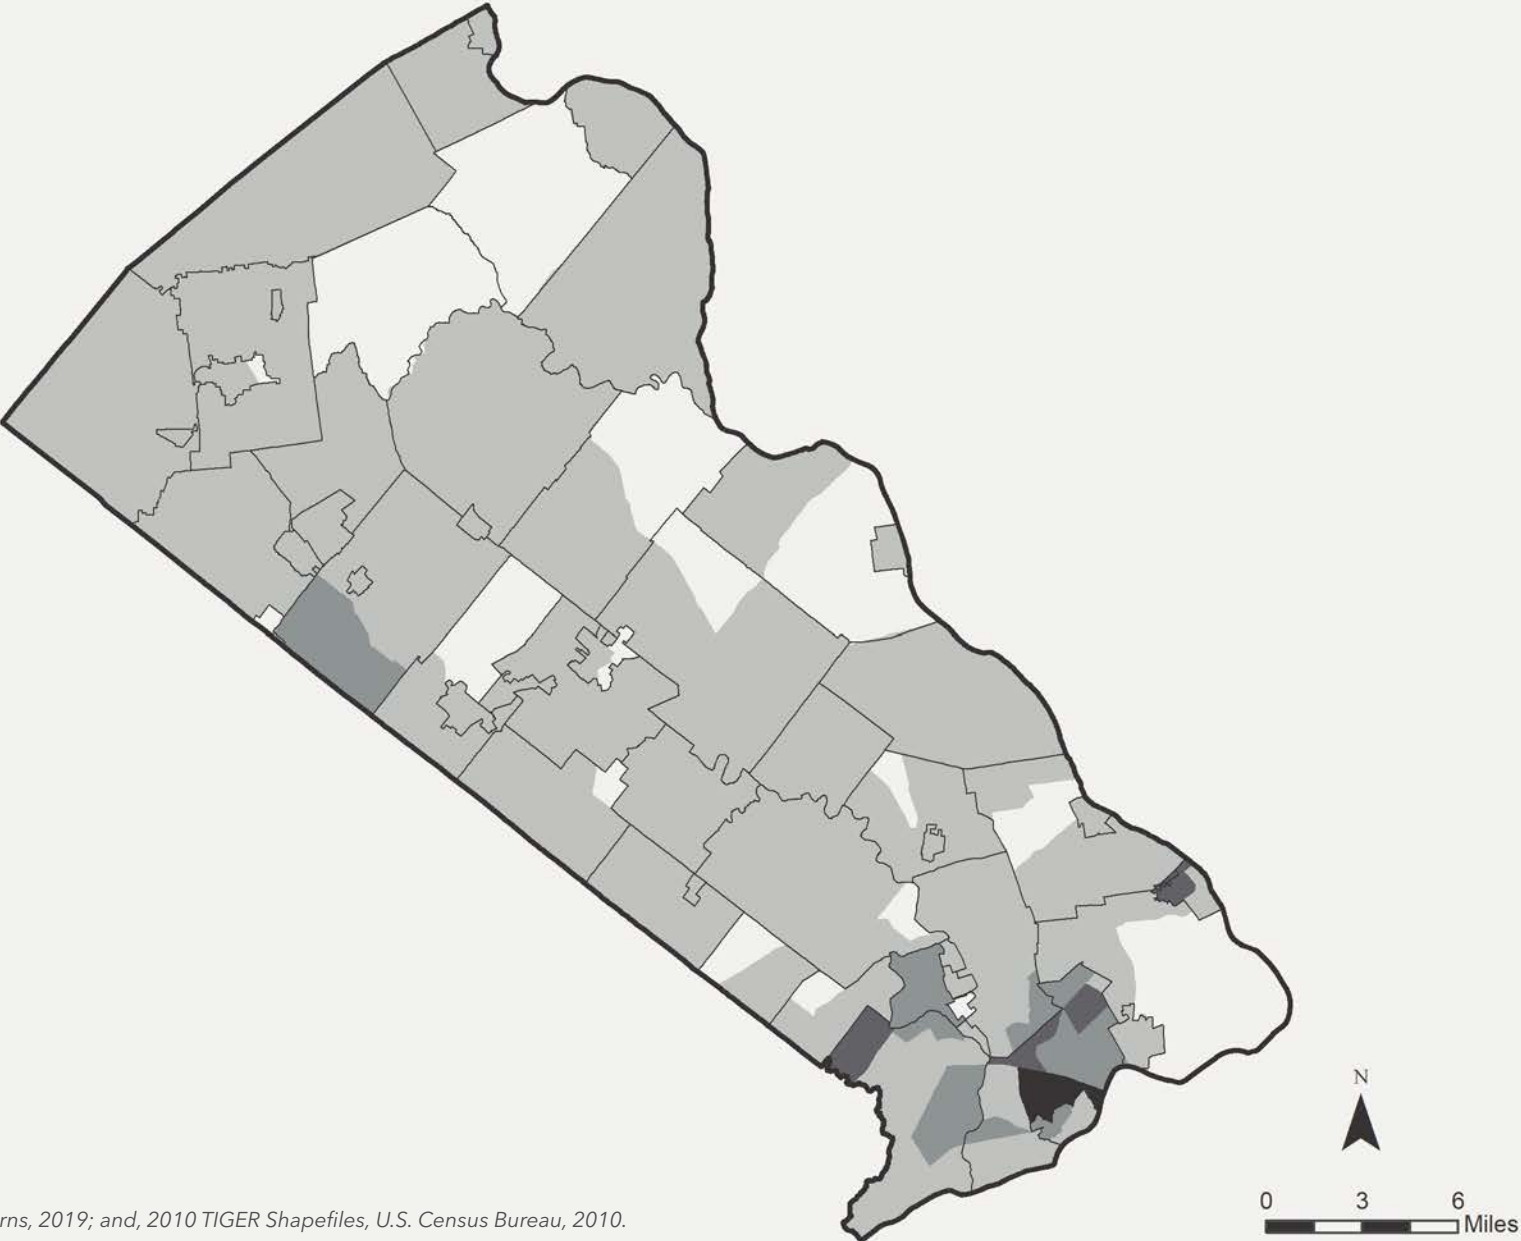 N
0 3 6
Miles
rns, 2019; and, 2010 TIGER Shapefiles, U.S. Census Bureau, 2010.